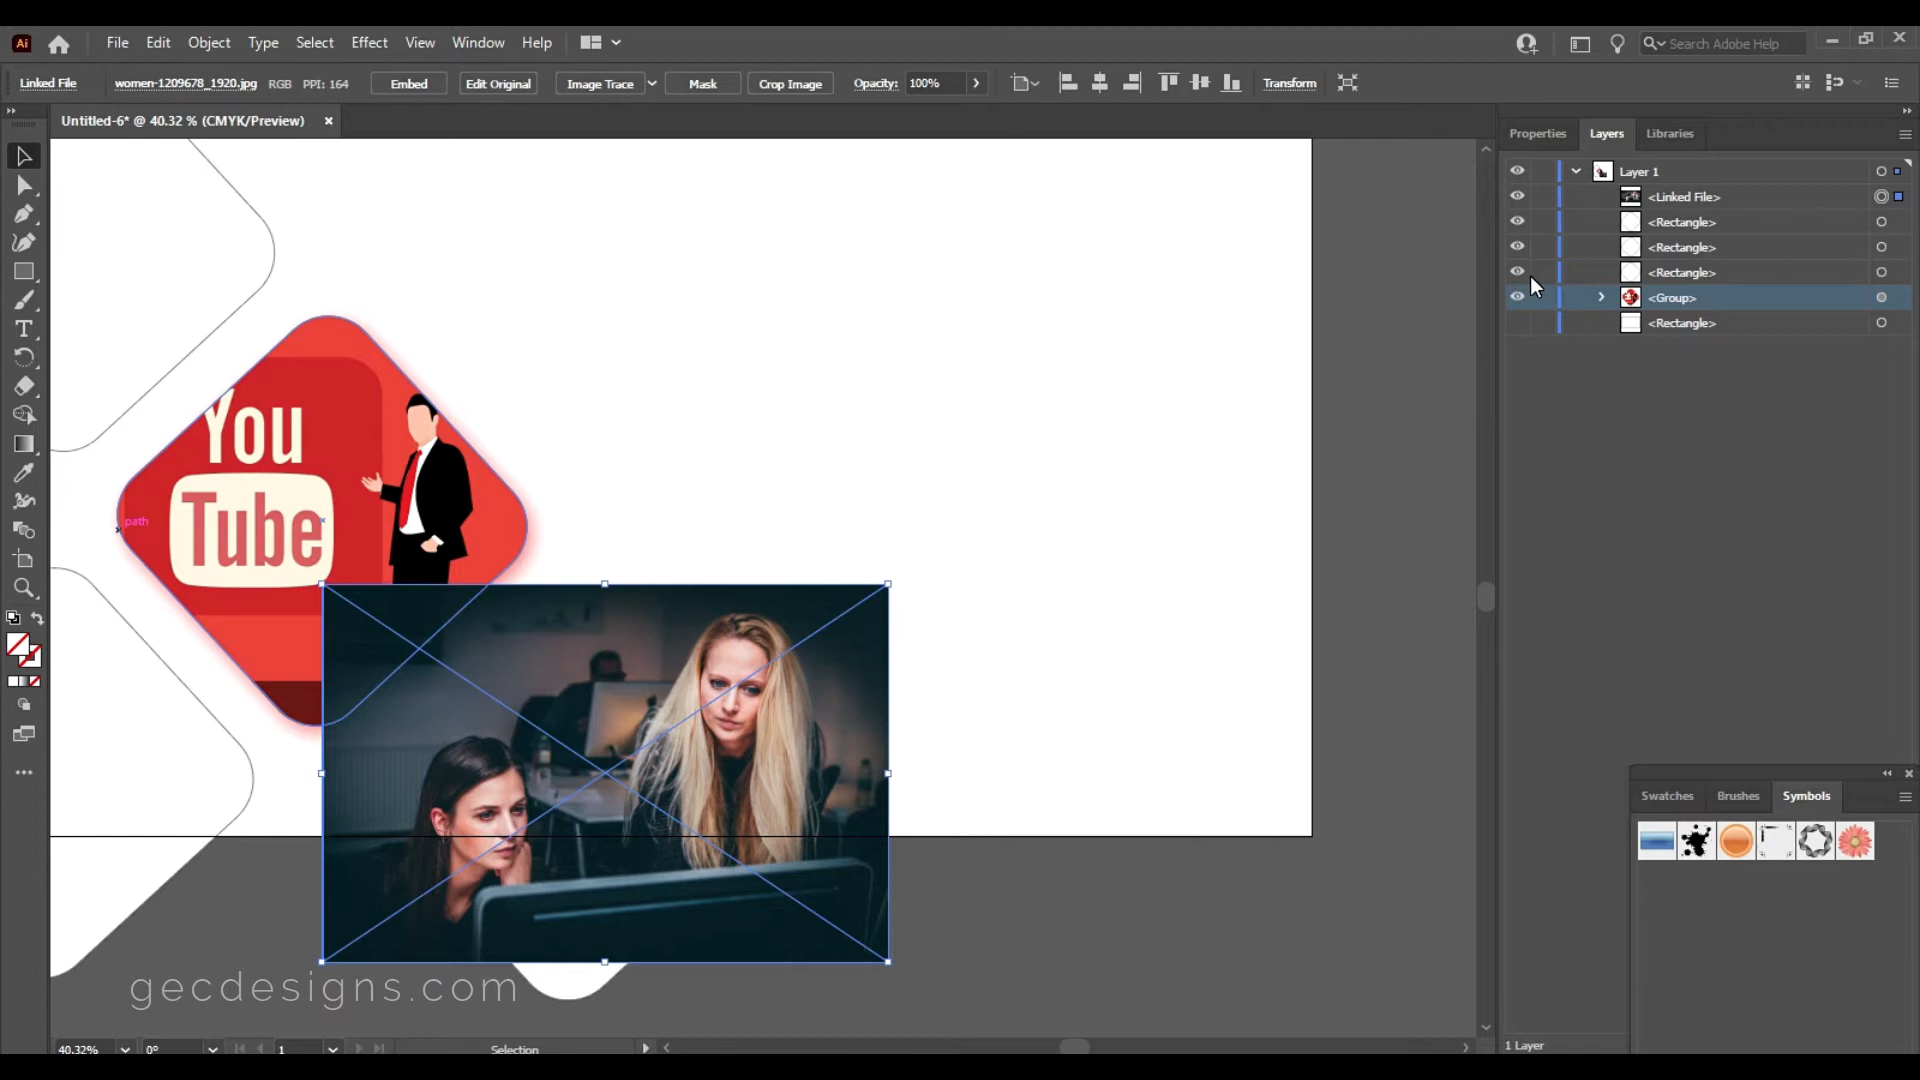 Ai File Edit Object Type Select Effect View Window Help Search Adobe Help
Linked File women-1209678_1920.jpg RGB PPI: 164 Embed Edit Original Image Trace Mask Crop Image Opacity: 100% Transform
Untitled-6* @ 40.32 % (CMYK/Preview)
Properties Layers Libraries
Layer 1
<Linked File>
<Rectangle>
<Rectangle>
<Rectangle>
<Group>
<Rectangle>
You
Tube
path
Swatches Brushes Symbols
gecdesigns.com
40.32% 0° 1 Selection
1 Layer